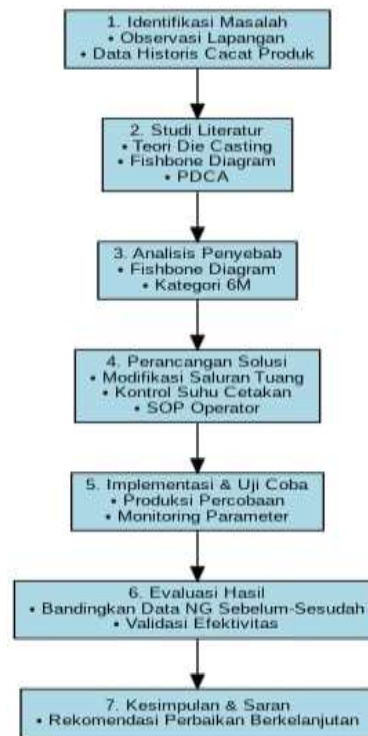 1. Identifikasi Masalah
• Observasi Lapangan
• Data Historis Cacat Produk
2. Studi Literatur
• Teori Die Casting
• Fishbone Diagram
• PDCA
3. Analisis Penyebab
• Fishbone Diagram
• Kategori 6M
4. Perancangan Solusi
• Modifikasi Saluran Tuang
• Kontrol Suhu Cetakan
• SOP Operator
5. Implementasi & Uji Coba
• Produksi Percobaan
• Monitoring Parameter
6. Evaluasi Hasil
• Bandingkan Data NG Sebelum-Sesudah
• Validasi Efektivitas
7. Kesimpulan & Saran
• Rekomendasi Perbaikan Berkelanjutan